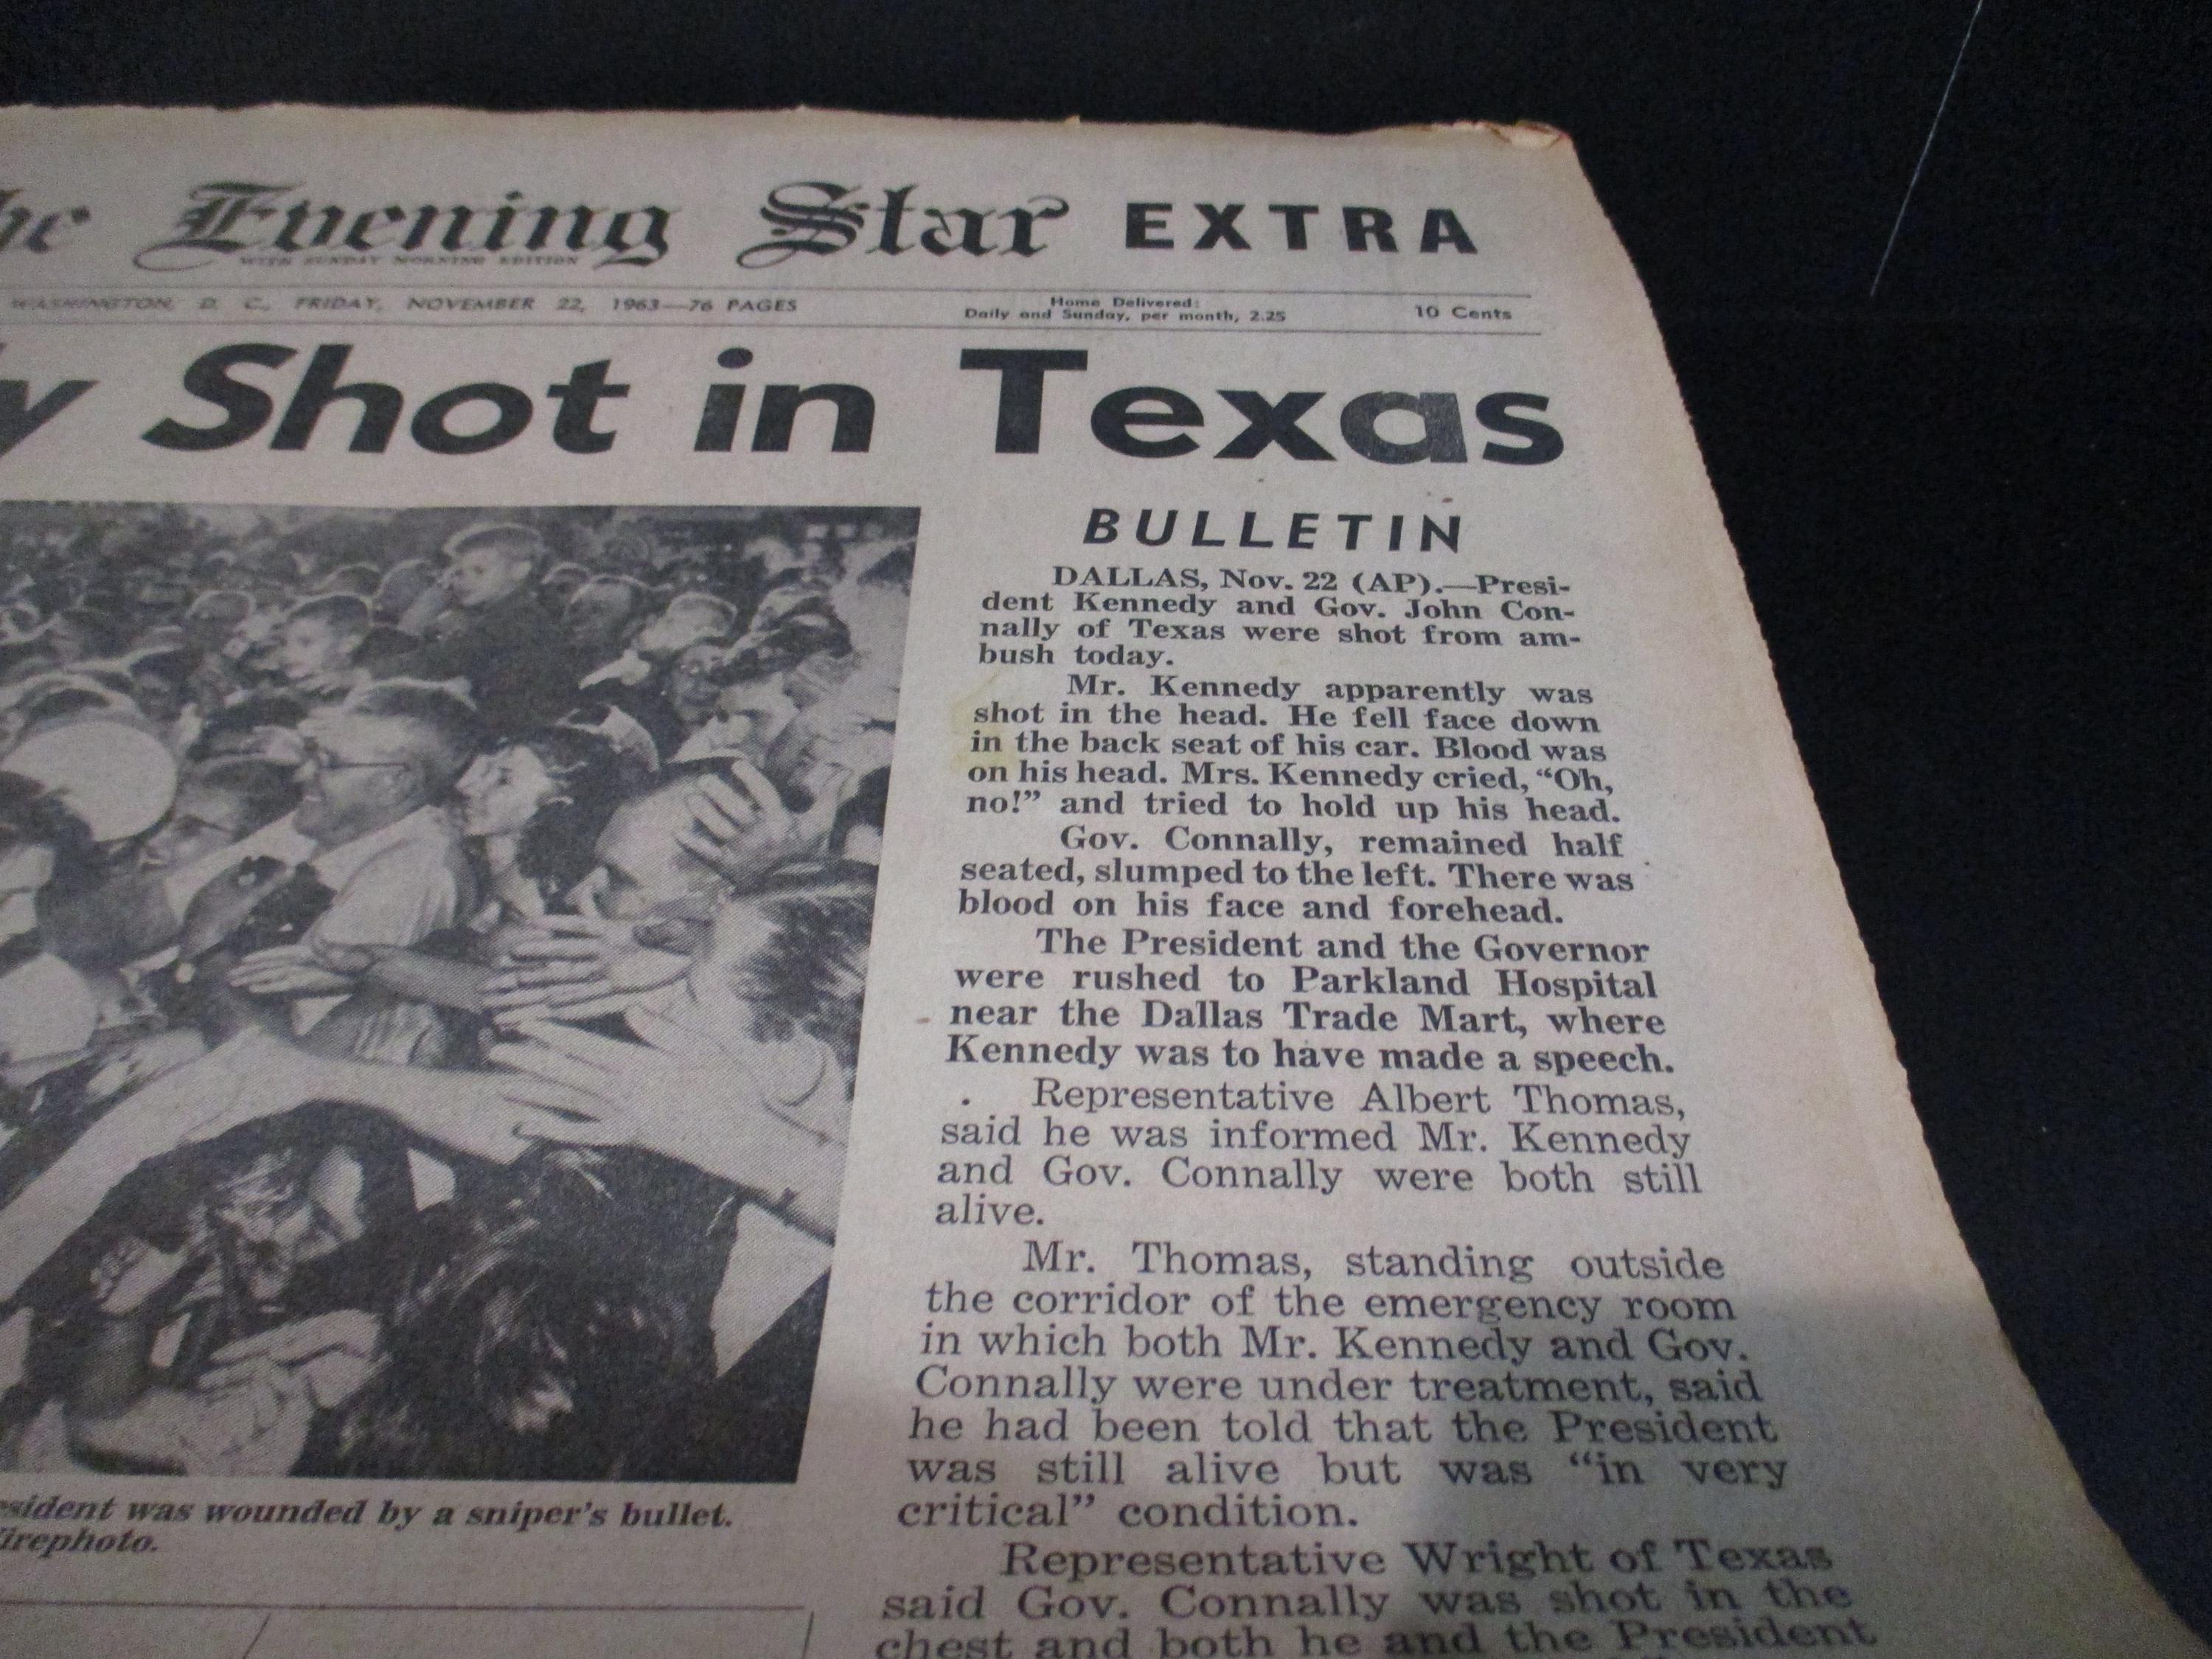 he Evening Star EXTRA
WITH SUNDAY MORNING EDITION
WASHINGTON, D. C., FRIDAY, NOVEMBER 22, 1963—76 PAGES
Home Delivered:
Daily and Sunday, per month, 2.25
10 Cents
y Shot in Texas
BULLETIN
DALLAS, Nov. 22 (AP).—Presi-
dent Kennedy and Gov. John Con-
nally of Texas were shot from am-
bush today.
Mr. Kennedy apparently was
shot in the head. He fell face down
in the back seat of his car. Blood was
on his head. Mrs. Kennedy cried, “Oh,
no!” and tried to hold up his head.
Gov. Connally, remained half
seated, slumped to the left. There was
blood on his face and forehead.
The President and the Governor
were rushed to Parkland Hospital
near the Dallas Trade Mart, where
Kennedy was to have made a speech.
Representative Albert Thomas,
said he was informed Mr. Kennedy
and Gov. Connally were both still
alive.
Mr. Thomas, standing outside
the corridor of the emergency room
in which both Mr. Kennedy and Gov.
Connally were under treatment, said
he had been told that the President
was still alive but was “in very
critical” condition.
Representative Wright of Texas
said Gov. Connally was shot in the
chest and both he and the President
esident was wounded by a sniper's bullet.
irephoto.